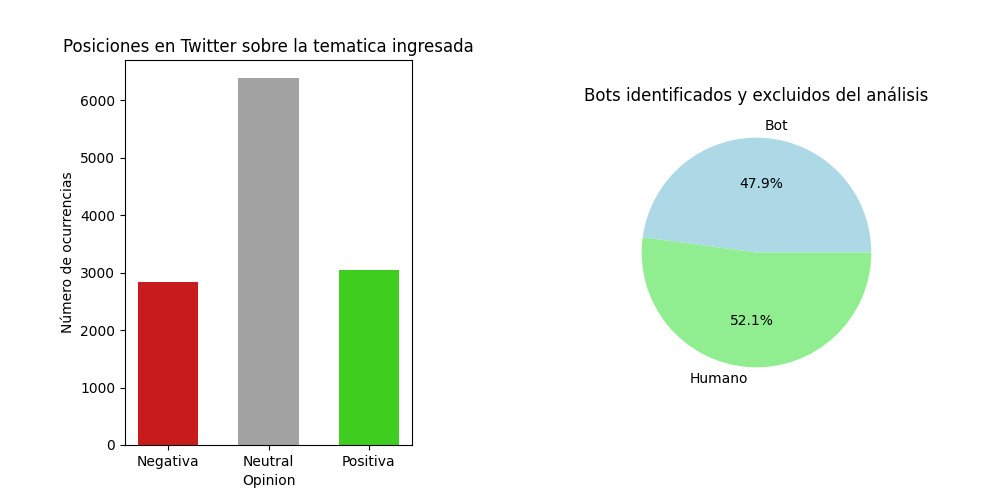 Posiciones en Twitter sobre la tematica ingresada
Número de ocurrencias
6000
5000
4000
3000
2000
1000
0
Negativa
Neutral
Positiva
Opinion
Bots identificados y excluidos del análisis
Bot
47.9%
52.1%
Humano